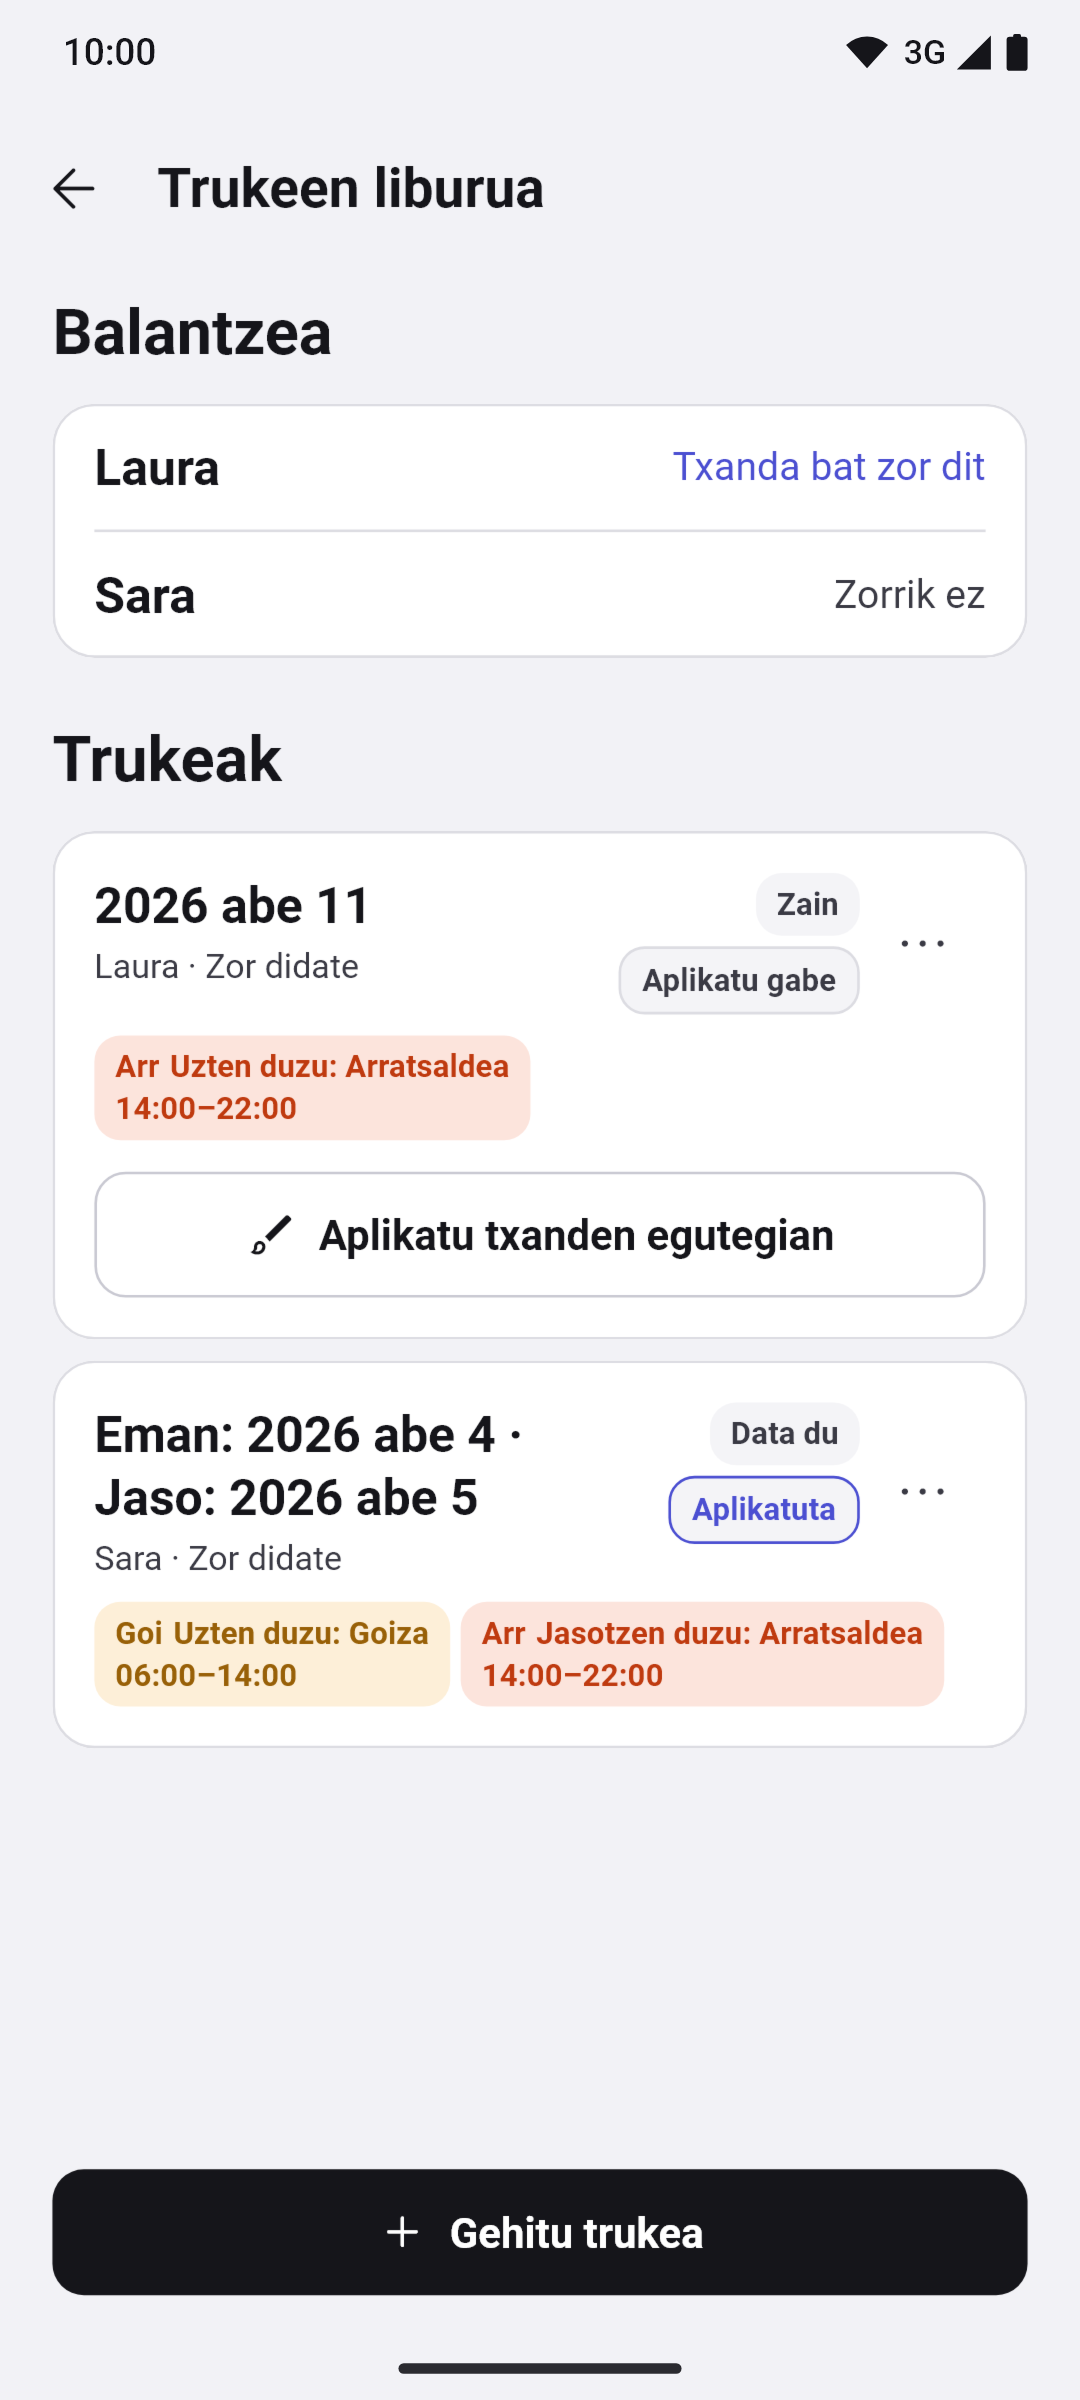 10:00
3G
Trukeen liburua
Balantzea
Laura
Txanda bat zor dit
Sara
Zorrik ez
Trukeak
2026 abe 11
Laura · Zor didate
Zain
Aplikatu gabe
Arr Uzten duzu: Arratsaldea
14:00–22:00
Aplikatu txanden egutegian
Eman: 2026 abe 4 ·
Jaso: 2026 abe 5
Sara · Zor didate
Data du
Aplikatuta
Goi Uzten duzu: Goiza
06:00–14:00
Arr Jasotzen duzu: Arratsaldea
14:00–22:00
Gehitu trukea